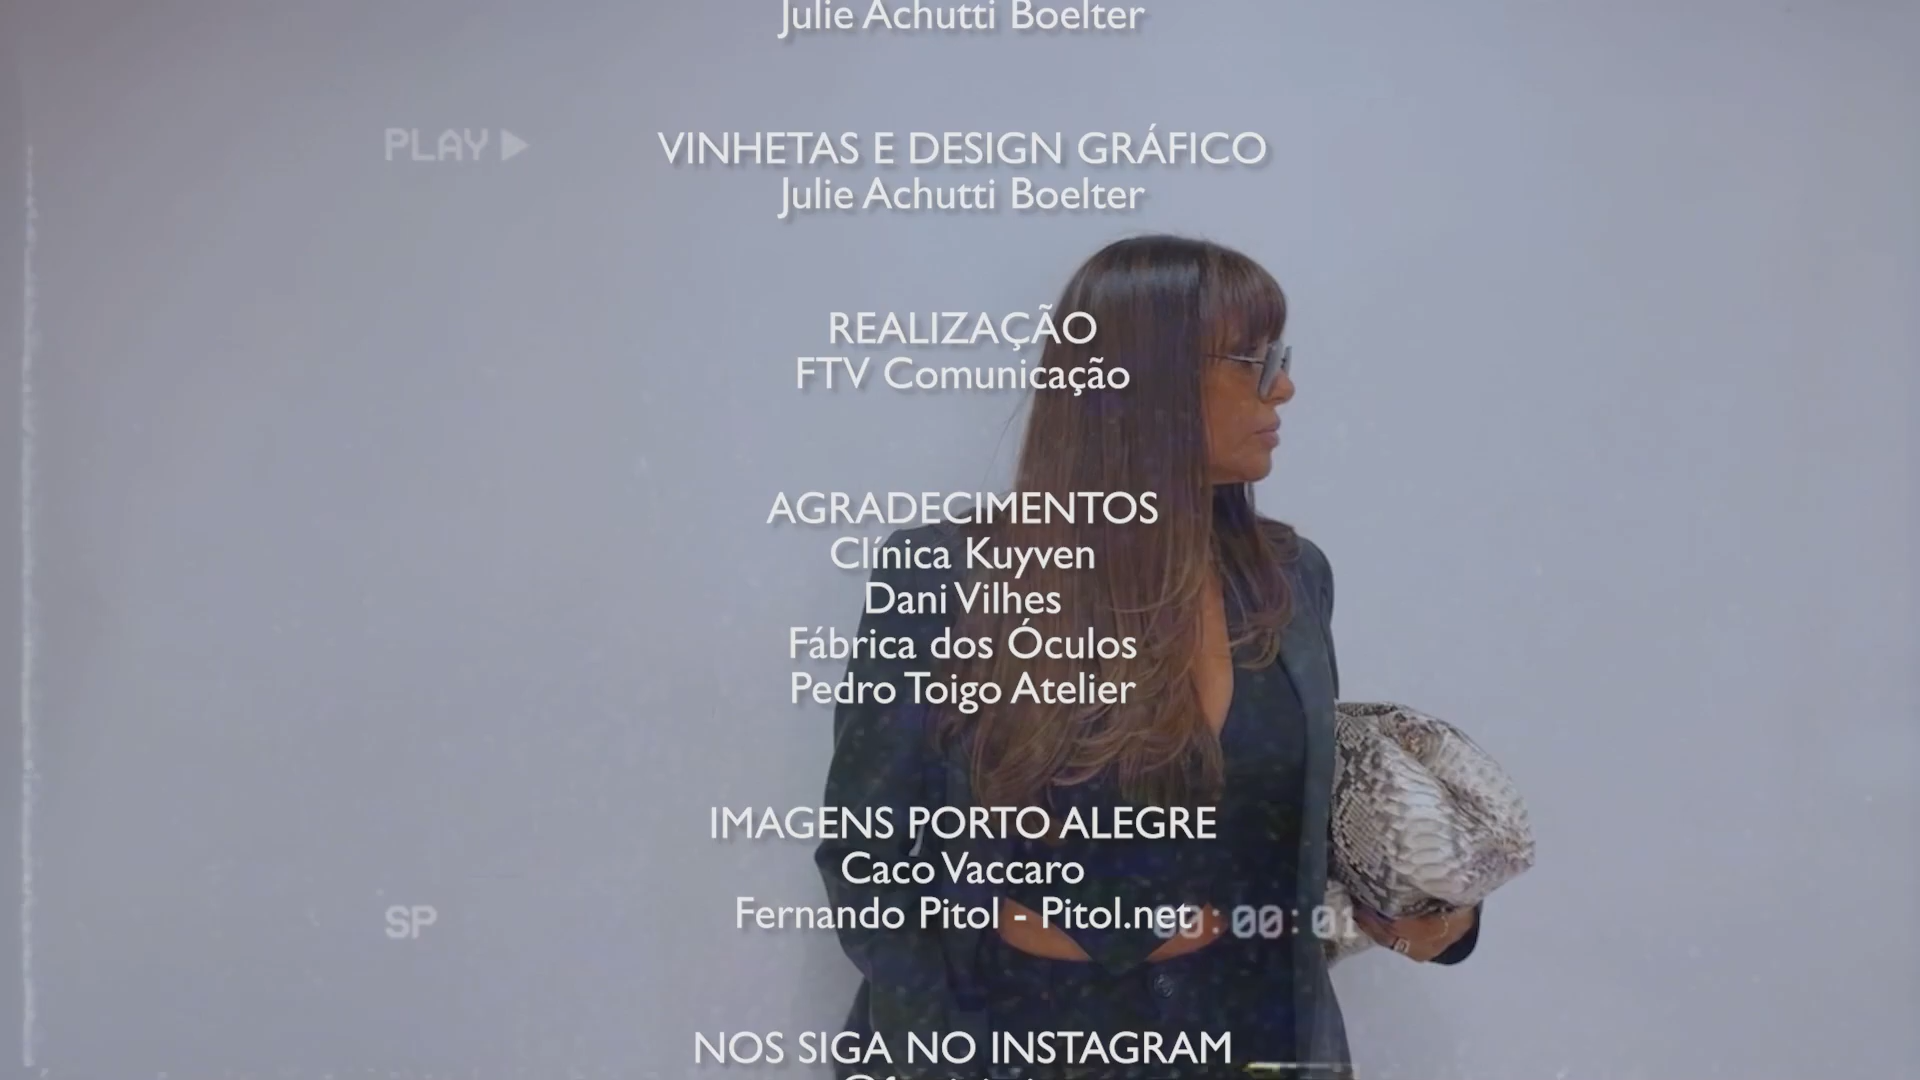 Julie Achutti Boelter
PLAY
VINHETAS E DESIGN GRÁFICO
Julie Achutti Boelter
REALIZAÇÃO
FTV Comunicação
AGRADECIMENTOS
Clínica Kuyven
Dani Vilhes
Fábrica dos Óculos
Pedro Toigo Atelier
IMAGENS PORTO ALEGRE
Caco Vaccaro
Fernando Pitol - Pitol.net
SP
:00:01
NOS SIGA NO INSTAGRAM